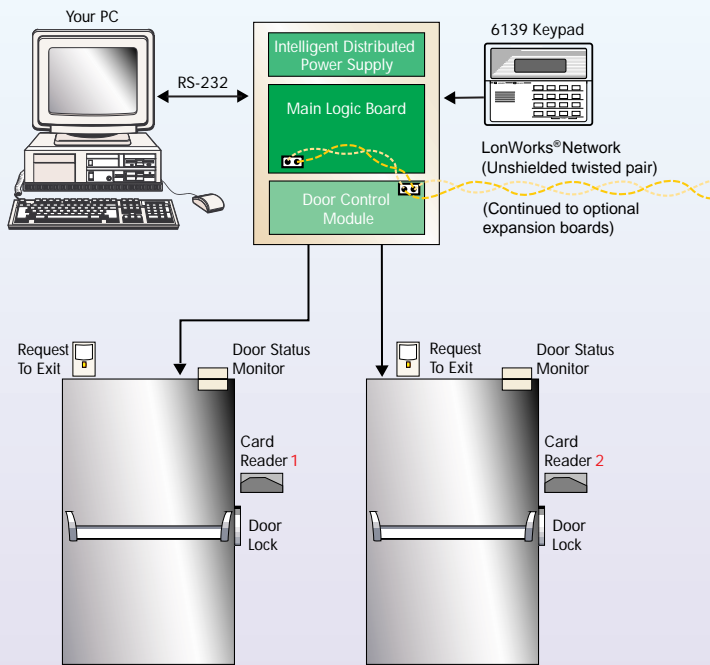 Your PC
RS-232
Intelligent Distributed
Power Supply
Main Logic Board
Door Control
Module
6139 Keypad
LonWorks®Network
(Unshielded twisted pair)
(Continued to optional
expansion boards)
Request
To Exit
Door Status
Monitor
Card
Reader 1
Door
Lock
Request
To Exit
Door Status
Monitor
Card
Reader 2
Door
Lock